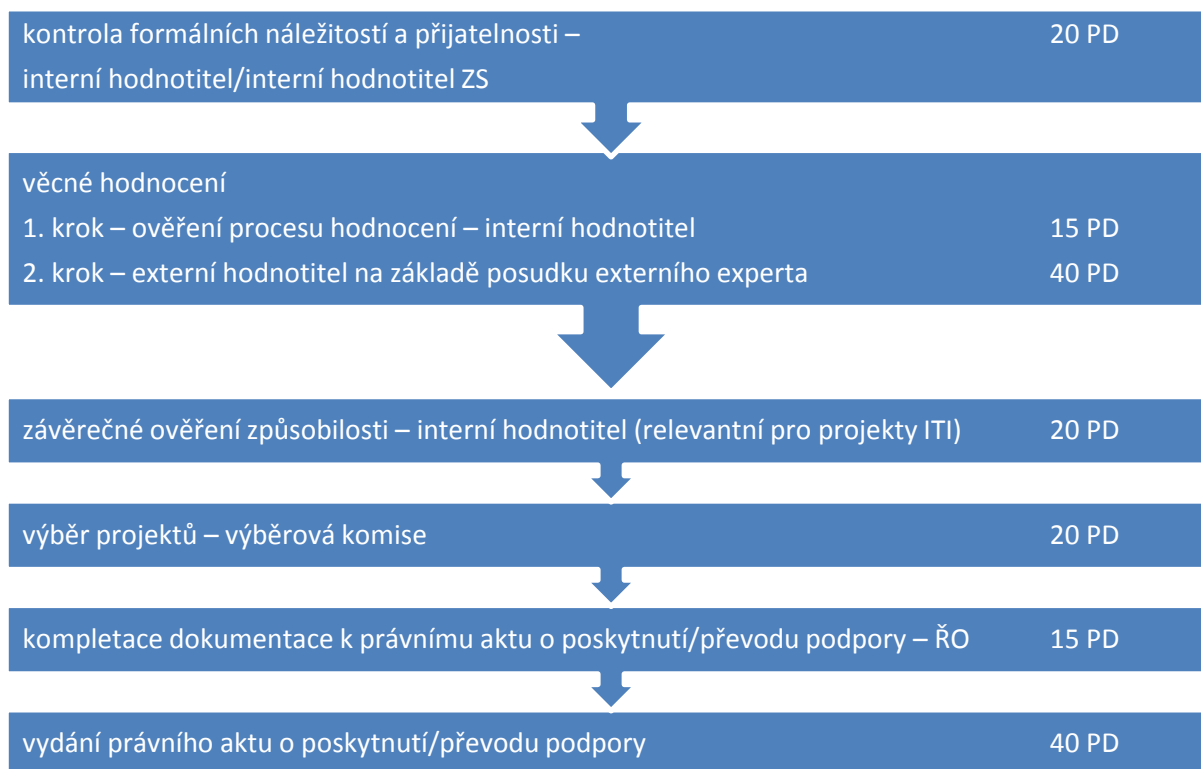 kontrola formálních náležitostí a přijatelnosti – 20 PD
interní hodnotitel/interní hodnotitel ZS
věcné hodnocení
1. krok – ověření procesu hodnocení – interní hodnotitel 15 PD
2. krok – externí hodnotitel na základě posudku externího experta 40 PD
závěrečné ověření způsobilosti – interní hodnotitel (relevantní pro projekty ITI) 20 PD
výběr projektů – výběrová komise 20 PD
kompletace dokumentace k právnímu aktu o poskytnutí/převodu podpory – ŘO 15 PD
vydání právního aktu o poskytnutí/převodu podpory 40 PD